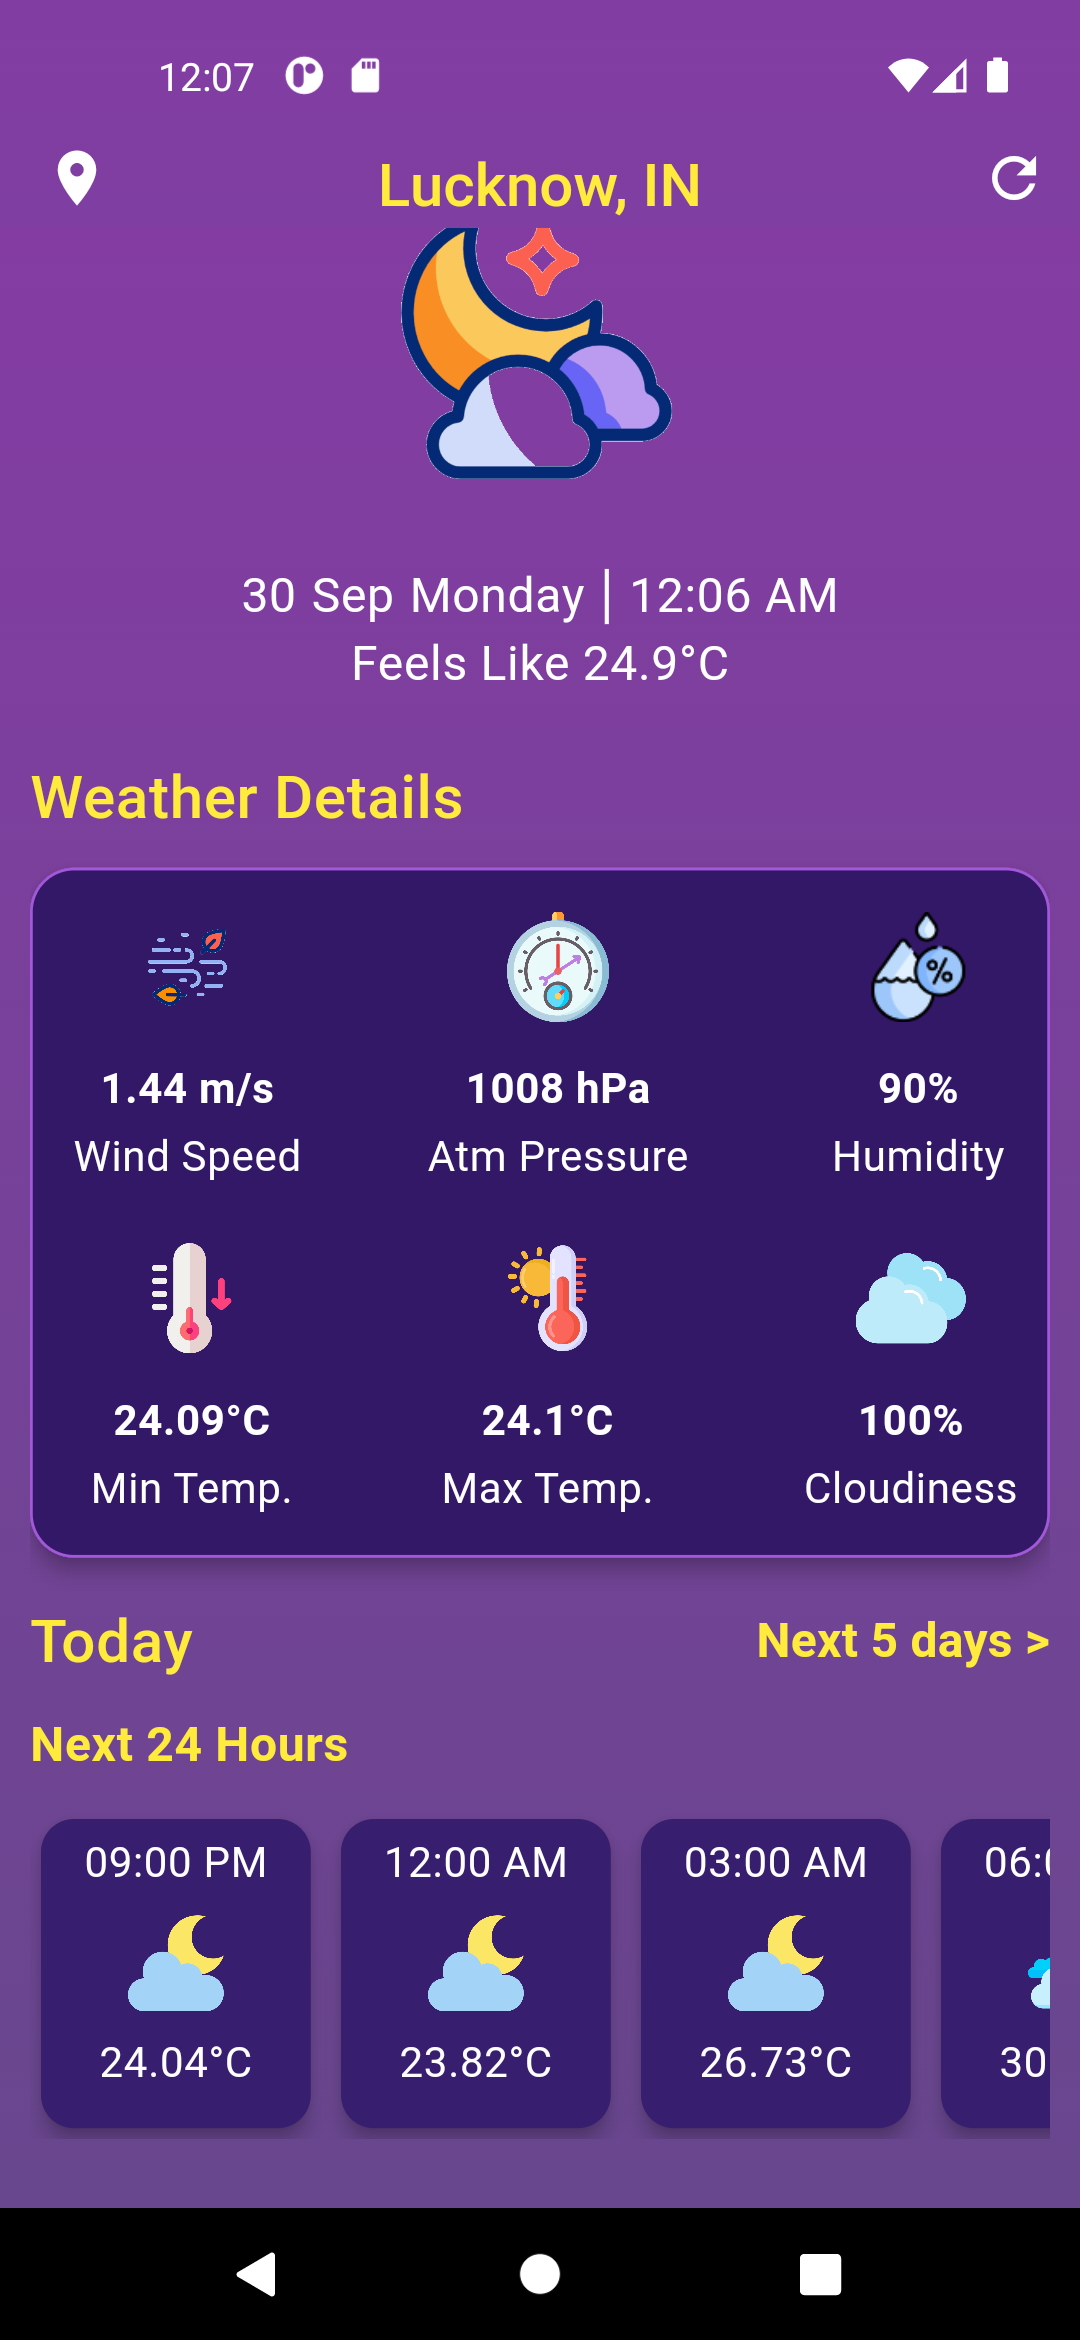 12:07
Lucknow, IN
30 Sep Monday | 12:06 AM
Feels Like 24.9°C
Weather Details
1.44 m/s 1008 hPa 90%
Wind Speed Atm Pressure Humidity
%
24.09°C 24.1°C 100%
Min Temp. Max Temp. Cloudiness
Today Next 5 days >
Next 24 Hours
09:00 PM 12:00 AM 03:00 AM
24.04°C 23.82°C 26.73°C 30